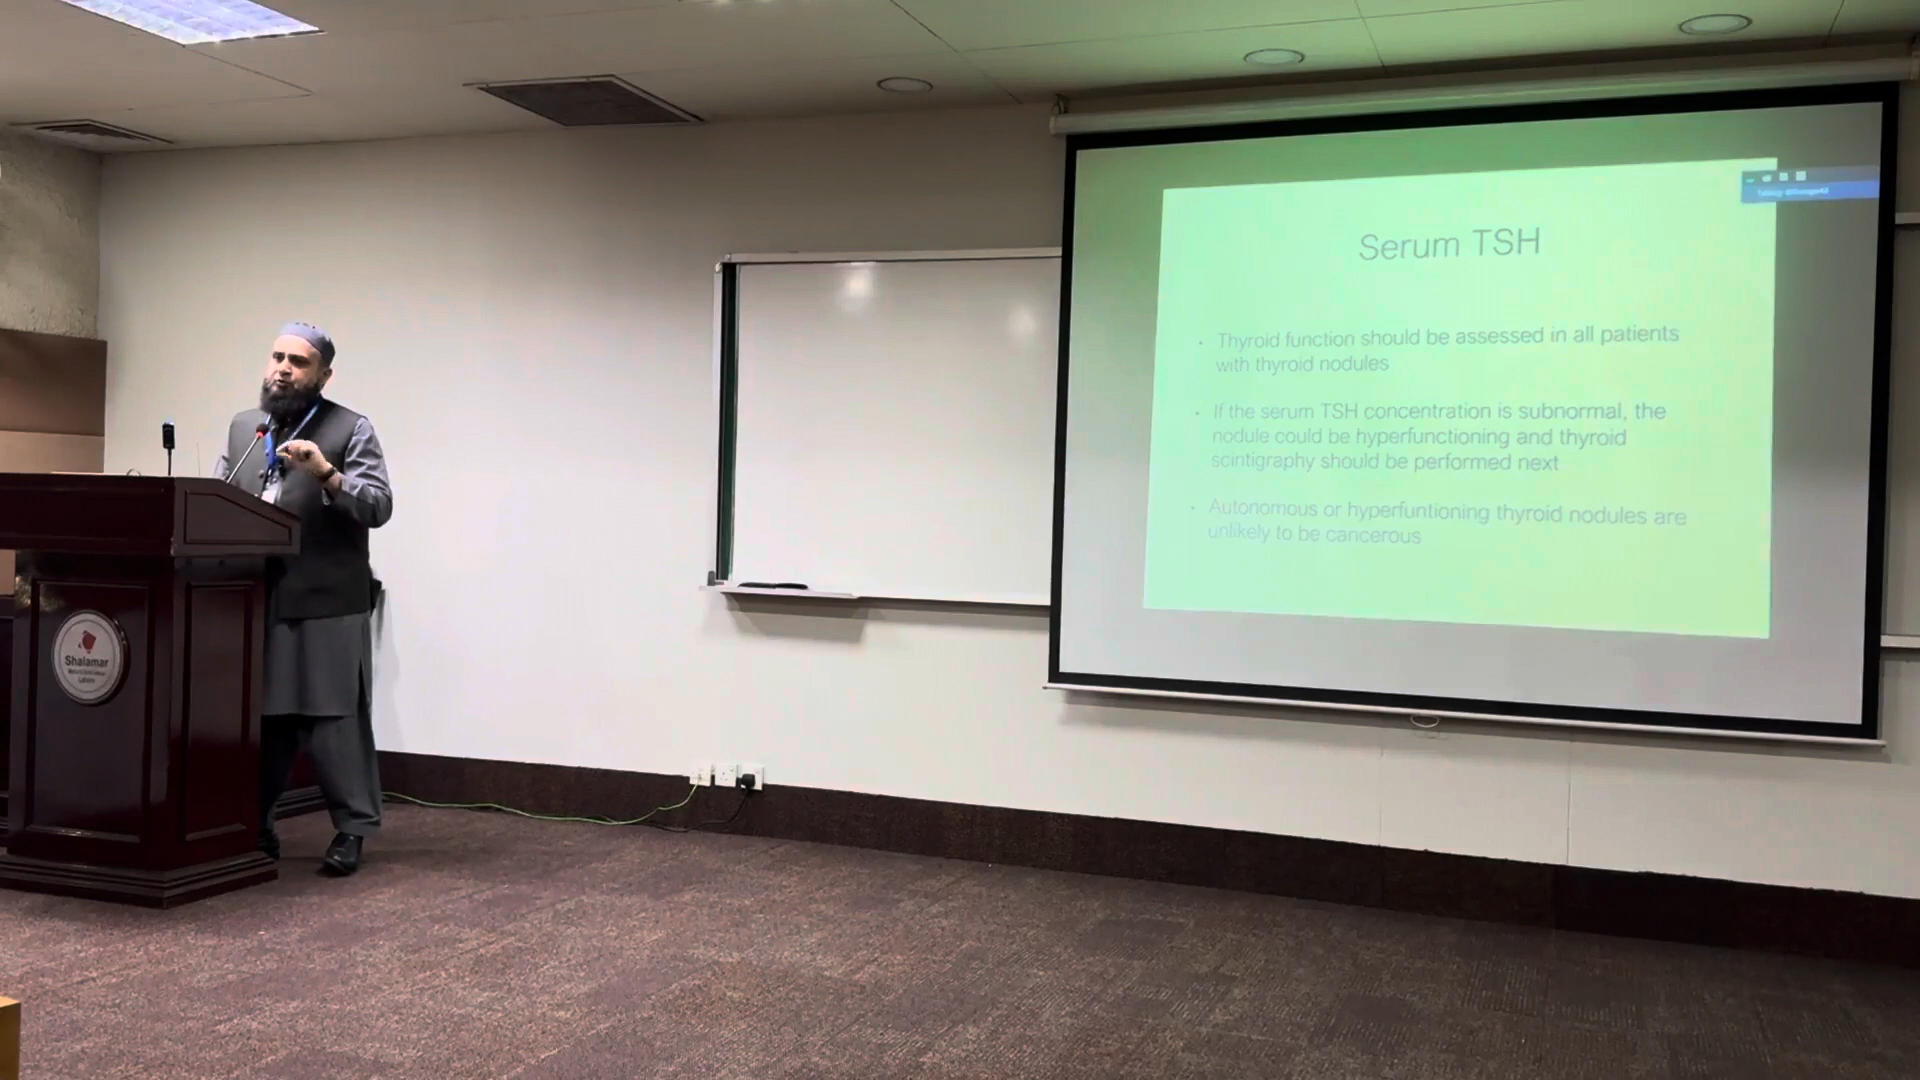 Serum TSH
Thyroid function should be assessed in all patients
with thyroid nodules
If the serum TSH concentration is subnormal, the
nodule could be hyperfunctioning and thyroid
scintigraphy should be performed next
Autonomous or hyperfuntioning thyroid nodules are
unlikely to be cancerous
Shalamar
Lahore